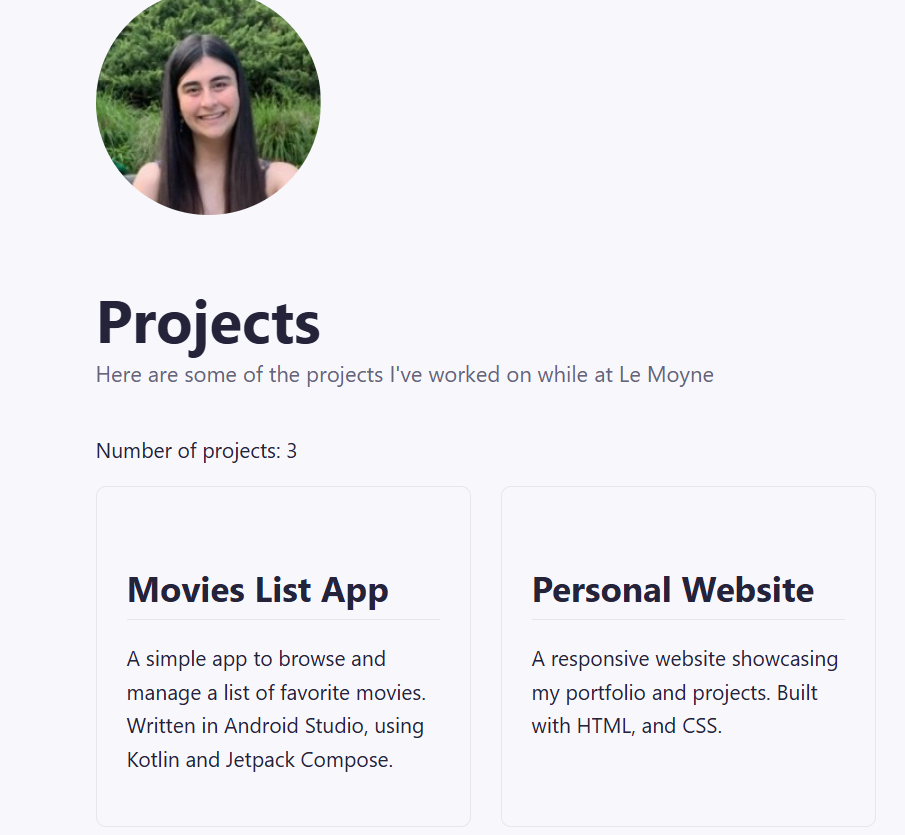 Projects
Here are some of the projects I've worked on while at Le Moyne
Number of projects: 3
Movies List App
A simple app to browse and
manage a list of favorite movies.
Written in Android Studio, using
Kotlin and Jetpack Compose.
Personal Website
A responsive website showcasing
my portfolio and projects. Built
with HTML, and CSS.